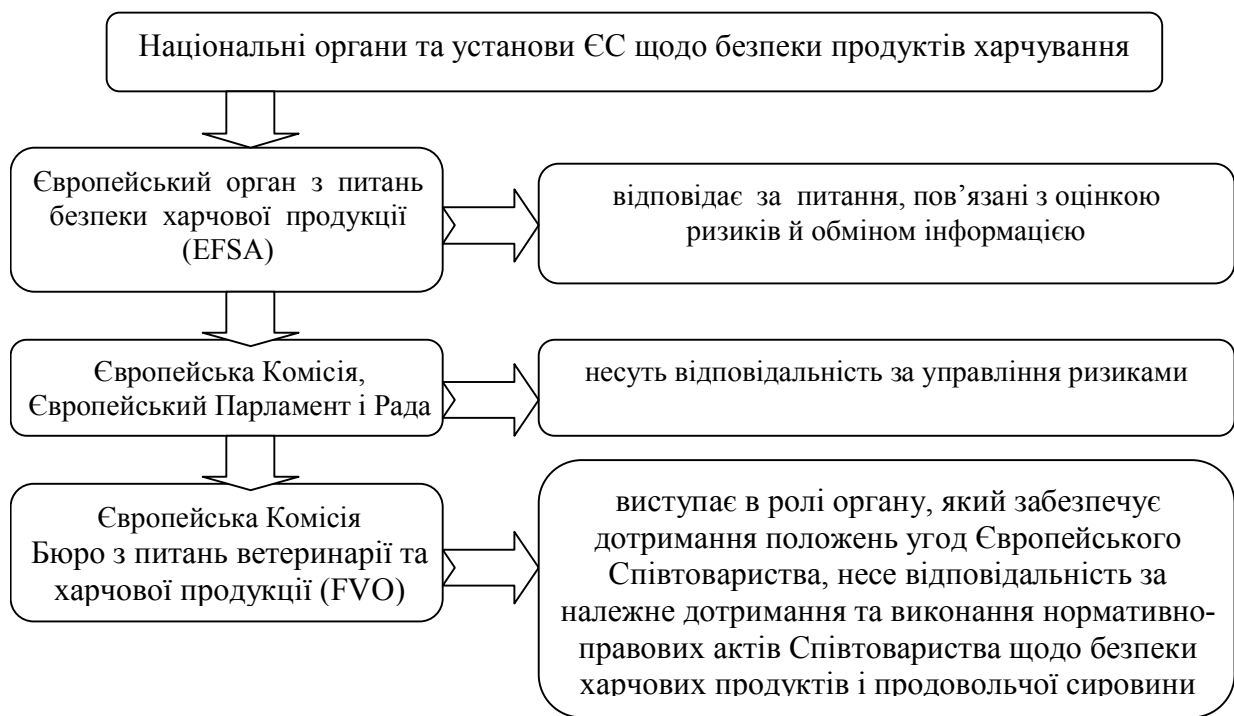 Національні органи та установи ЄС щодо безпеки продуктів харчування
Європейський орган з питань
безпеки харчової продукції
(EFSA)
відповідає за питання, пов’язані з оцінкою
ризиків й обміном інформацією
Європейська Комісія,
Європейський Парламент і Рада
несуть відповідальність за управління ризиками
Європейська Комісія
Бюро з питань ветеринарії та
харчової продукції (FVO)
виступає в ролі органу, який забезпечує
дотримання положень угод Європейського
Співтовариства, несе відповідальність за
належне дотримання та виконання нормативно-
правових актів Співтовариства щодо безпеки
харчових продуктів і продовольчої сировини